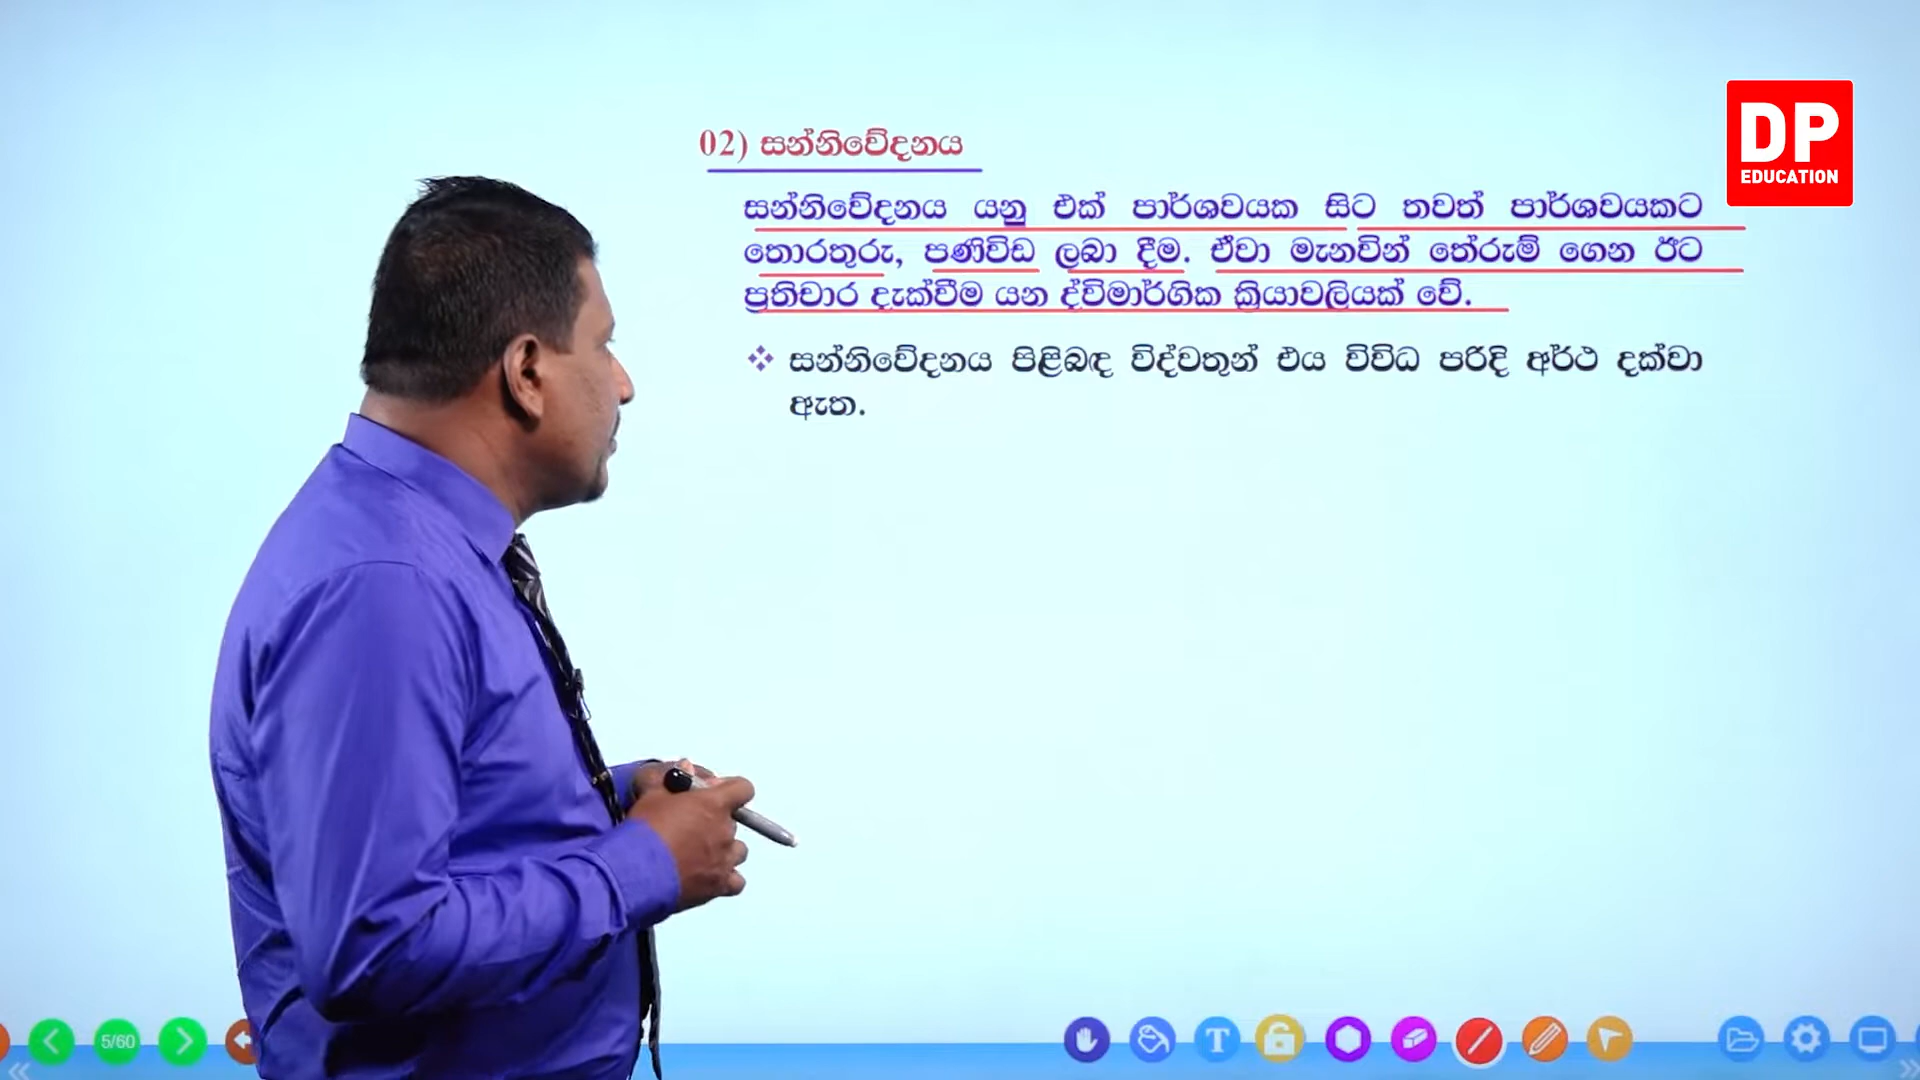 DP
EDUCATION
02) සන්නිවේදනය
සන්නිවේදනය යනු එක් පාර්ශවයක සිට තවත් පාර්ශවයකට
තොරතුරු, පණිවිඩ ලබා දීම. ඒවා මැනවින් තේරුම් ගෙන ඊට
ප්‍රතිචාර දැක්වීම යන ද්විමාර්ගික ක්‍රියාවලියක් වේ.
❖ සන්නිවේදනය පිළිබඳ විද්වතුන් එය විවිධ පරිදි අර්ථ දක්වා
ඇත.
5/60
T